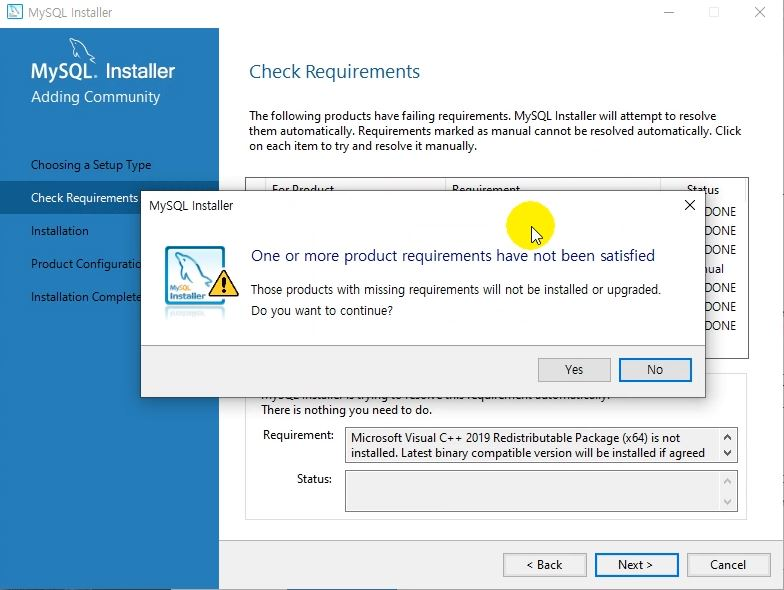 MySQL Installer
MySQL. Installer
Adding Community
Choosing a Setup Type
Check Requirements
Installation
Product Configuratio
Installation Complete
Check Requirements
The following products have failing requirements. MySQL Installer will attempt to resolve
them automatically. Requirements marked as manual cannot be resolved automatically. Click
on each item to try and resolve it manually.
For Product Requirement Status
DONE
DONE
DONE
nual
DONE
DONE
DONE
MySQL Installer
MySQL
Installer
One or more product requirements have not been satisfied
Those products with missing requirements will not be installed or upgraded.
Do you want to continue?
Yes No
MySQL Installer is trying to resolve this requirement automatically.
There is nothing you need to do.
Requirement: Microsoft Visual C++ 2019 Redistributable Package (x64) is not
installed. Latest binary compatible version will be installed if agreed
Status:
< Back Next > Cancel